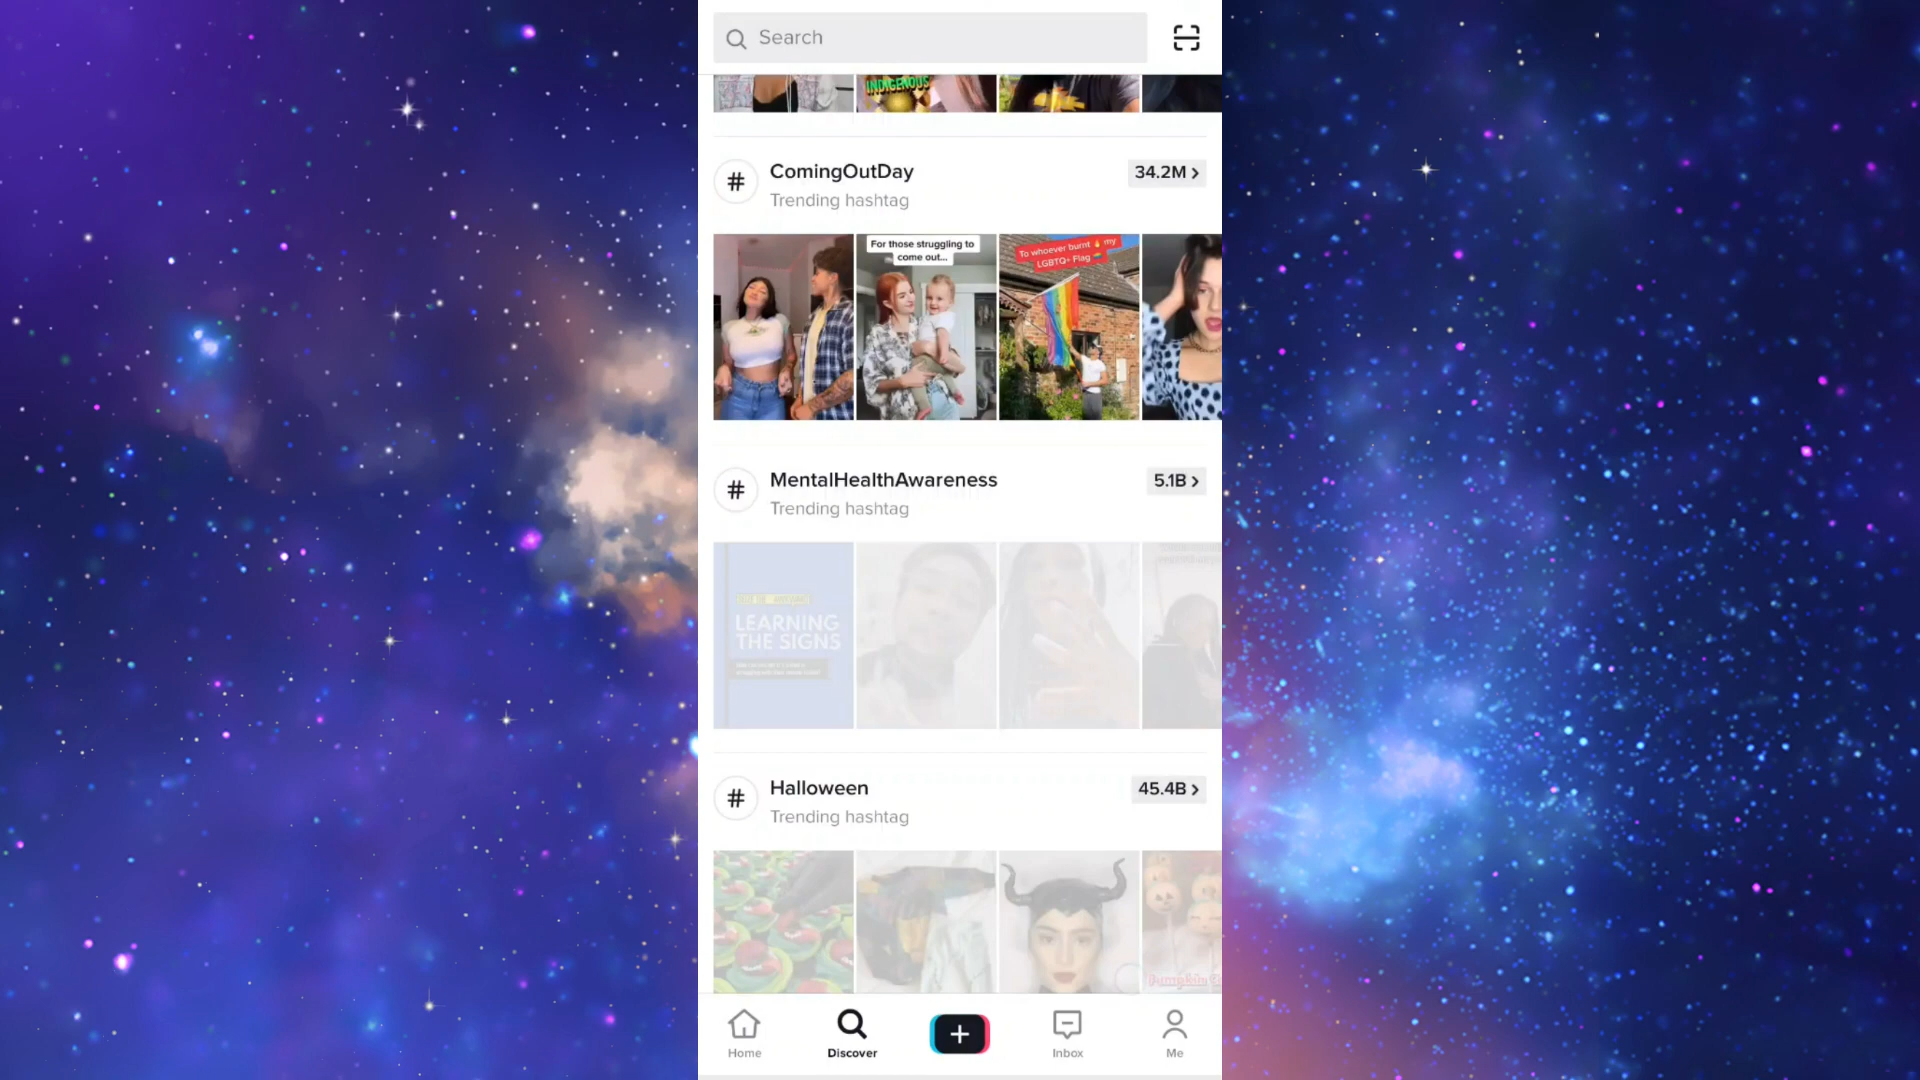 Search
INDIGENOUS
# ComingOutDay
34.2M >
Trending hashtag
For those struggling to
come out...
To whoever burnt 🔥 my
LGBTQ+ Flag 🏳️‍🌈
# MentalHealthAwareness
5.1B >
Trending hashtag
LEARNING
THE SIGNS
# Halloween
45.4B >
Trending hashtag
Home
Discover
+
Inbox
Me